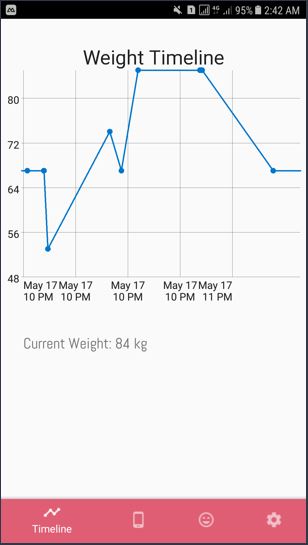 95% 2:42 AM
Weight Timeline
80
72
64
56
48
May 17 May 17 May 17 May 17 May 17
10 PM 10 PM 10 PM 10 PM 11 PM
Current Weight: 84 kg
Timeline